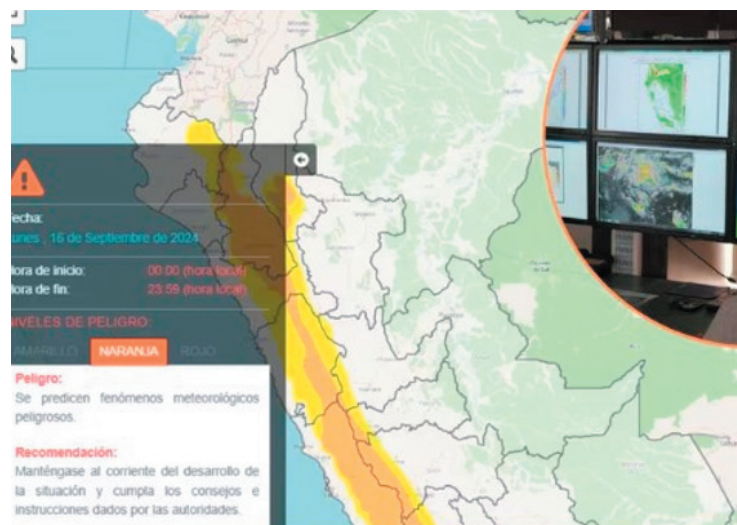 Fecha:
Lunes , 16 de Septiembre de 2024
Hora de inicio: 00:00 (hora local)
Hora de fin: 23:59 (hora local)
NIVELES DE PELIGRO:
AMARILLO NARANJA ROJO
Peligro:
Se predicen fenómenos meteorológicos
peligrosos.
Recomendación:
Manténgase al corriente del desarrollo de
la situación y cumpla los consejos e
instrucciones dados por las autoridades.